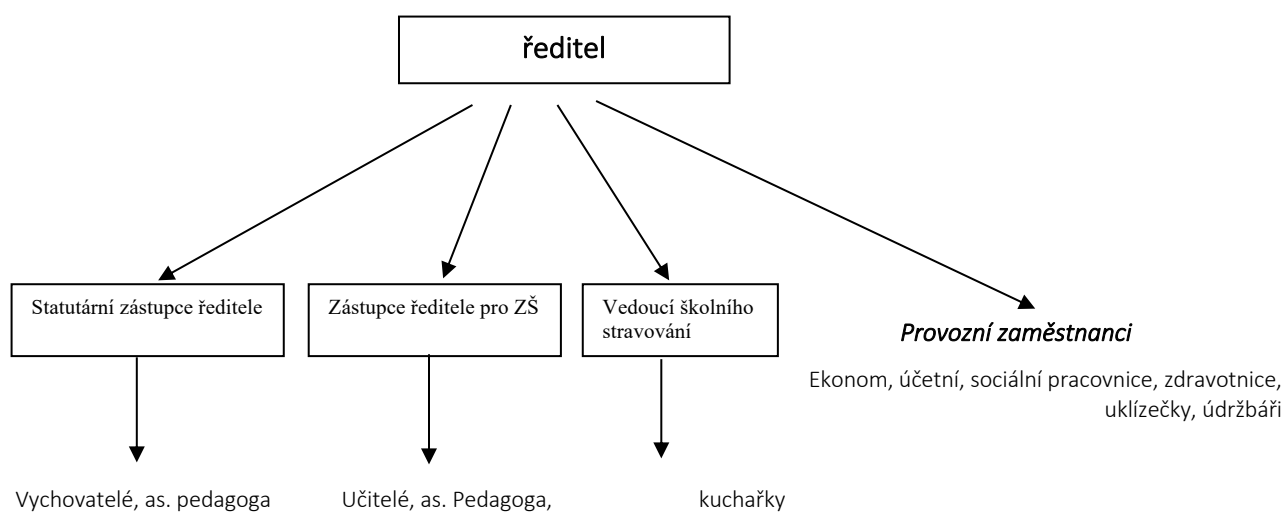 ředitel
Statutární zástupce ředitele
Zástupce ředitele pro ZŠ
Vedoucí školního
stravování
Provozní zaměstnanci
Ekonom, účetní, sociální pracovnice, zdravotnice,
uklízečky, údržbáři
Vychovatelé, as. pedagoga
Učitelé, as. Pedagoga,
kuchařky